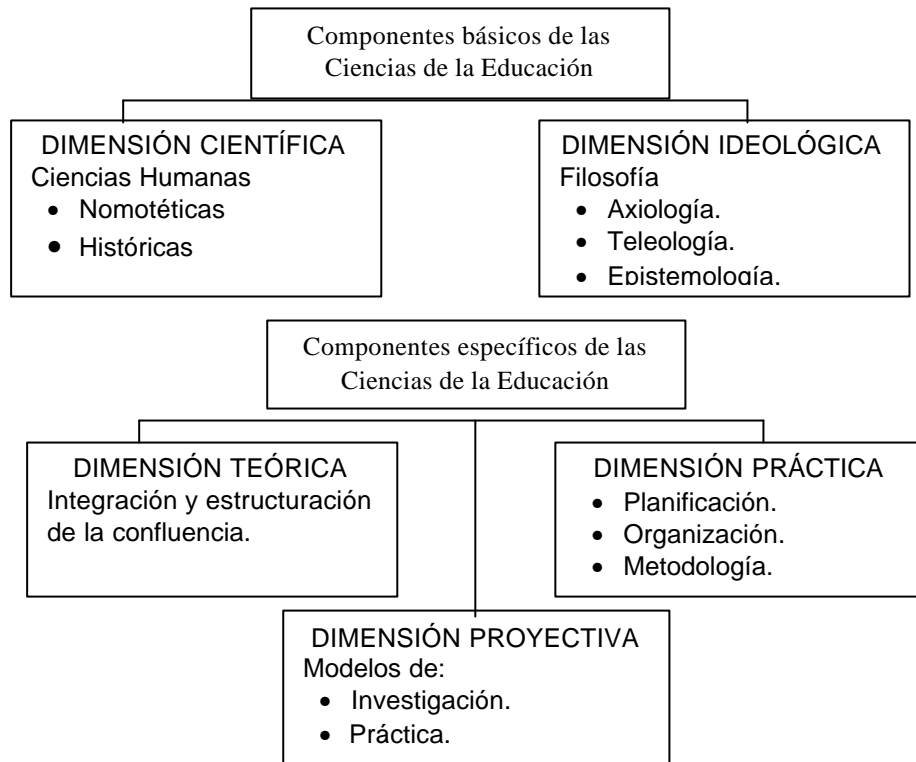 Componentes básicos de las
Ciencias de la Educación
DIMENSIÓN CIENTÍFICA
Ciencias Humanas
• Nomotéticas
• Históricas
DIMENSIÓN IDEOLÓGICA
Filosofía
• Axiología.
• Teleología.
• Epistemología.
Componentes específicos de las
Ciencias de la Educación
DIMENSIÓN TEÓRICA
Integración y estructuración
de la confluencia.
DIMENSIÓN PRÁCTICA
• Planificación.
• Organización.
• Metodología.
DIMENSIÓN PROYECTIVA
Modelos de:
• Investigación.
• Práctica.